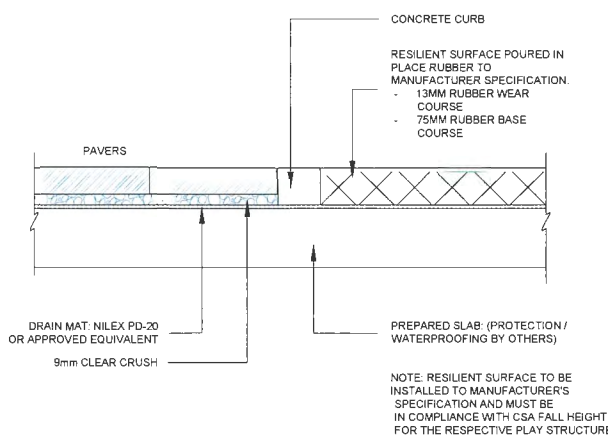 CONCRETE CURB
RESILIENT SURFACE POURED IN
PLACE RUBBER TO
MANUFACTURER SPECIFICATION.
- 13MM RUBBER WEAR
COURSE
- 75MM RUBBER BASE
COURSE
PAVERS
DRAIN MAT: NILEX PD-20
OR APPROVED EQUIVALENT
9mm CLEAR CRUSH
PREPARED SLAB: (PROTECTION /
WATERPROOFING BY OTHERS)
NOTE: RESILIENT SURFACE TO BE
INSTALLED TO MANUFACTURER'S
SPECIFICATION AND MUST BE
IN COMPLIANCE WITH CSA FALL HEIGHT
FOR THE RESPECTIVE PLAY STRUCTURE